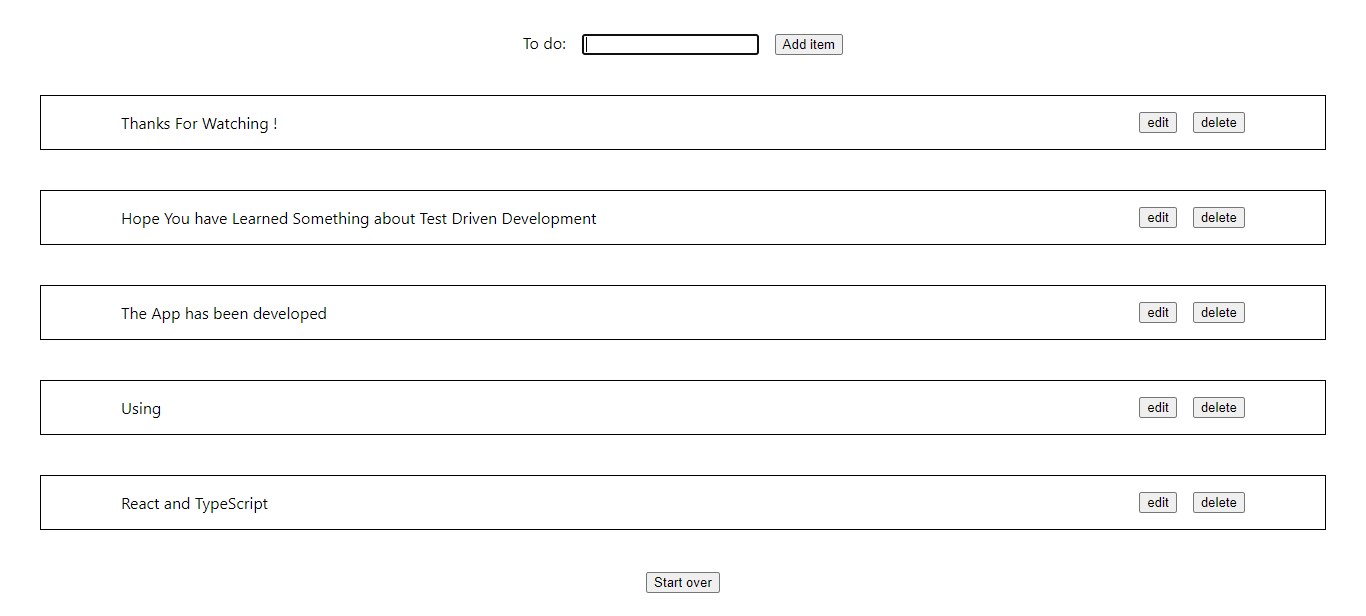 To do: Add item
Thanks For Watching ! edit delete
Hope You have Learned Something about Test Driven Development edit delete
The App has been developed edit delete
Using edit delete
React and TypeScript edit delete
Start over